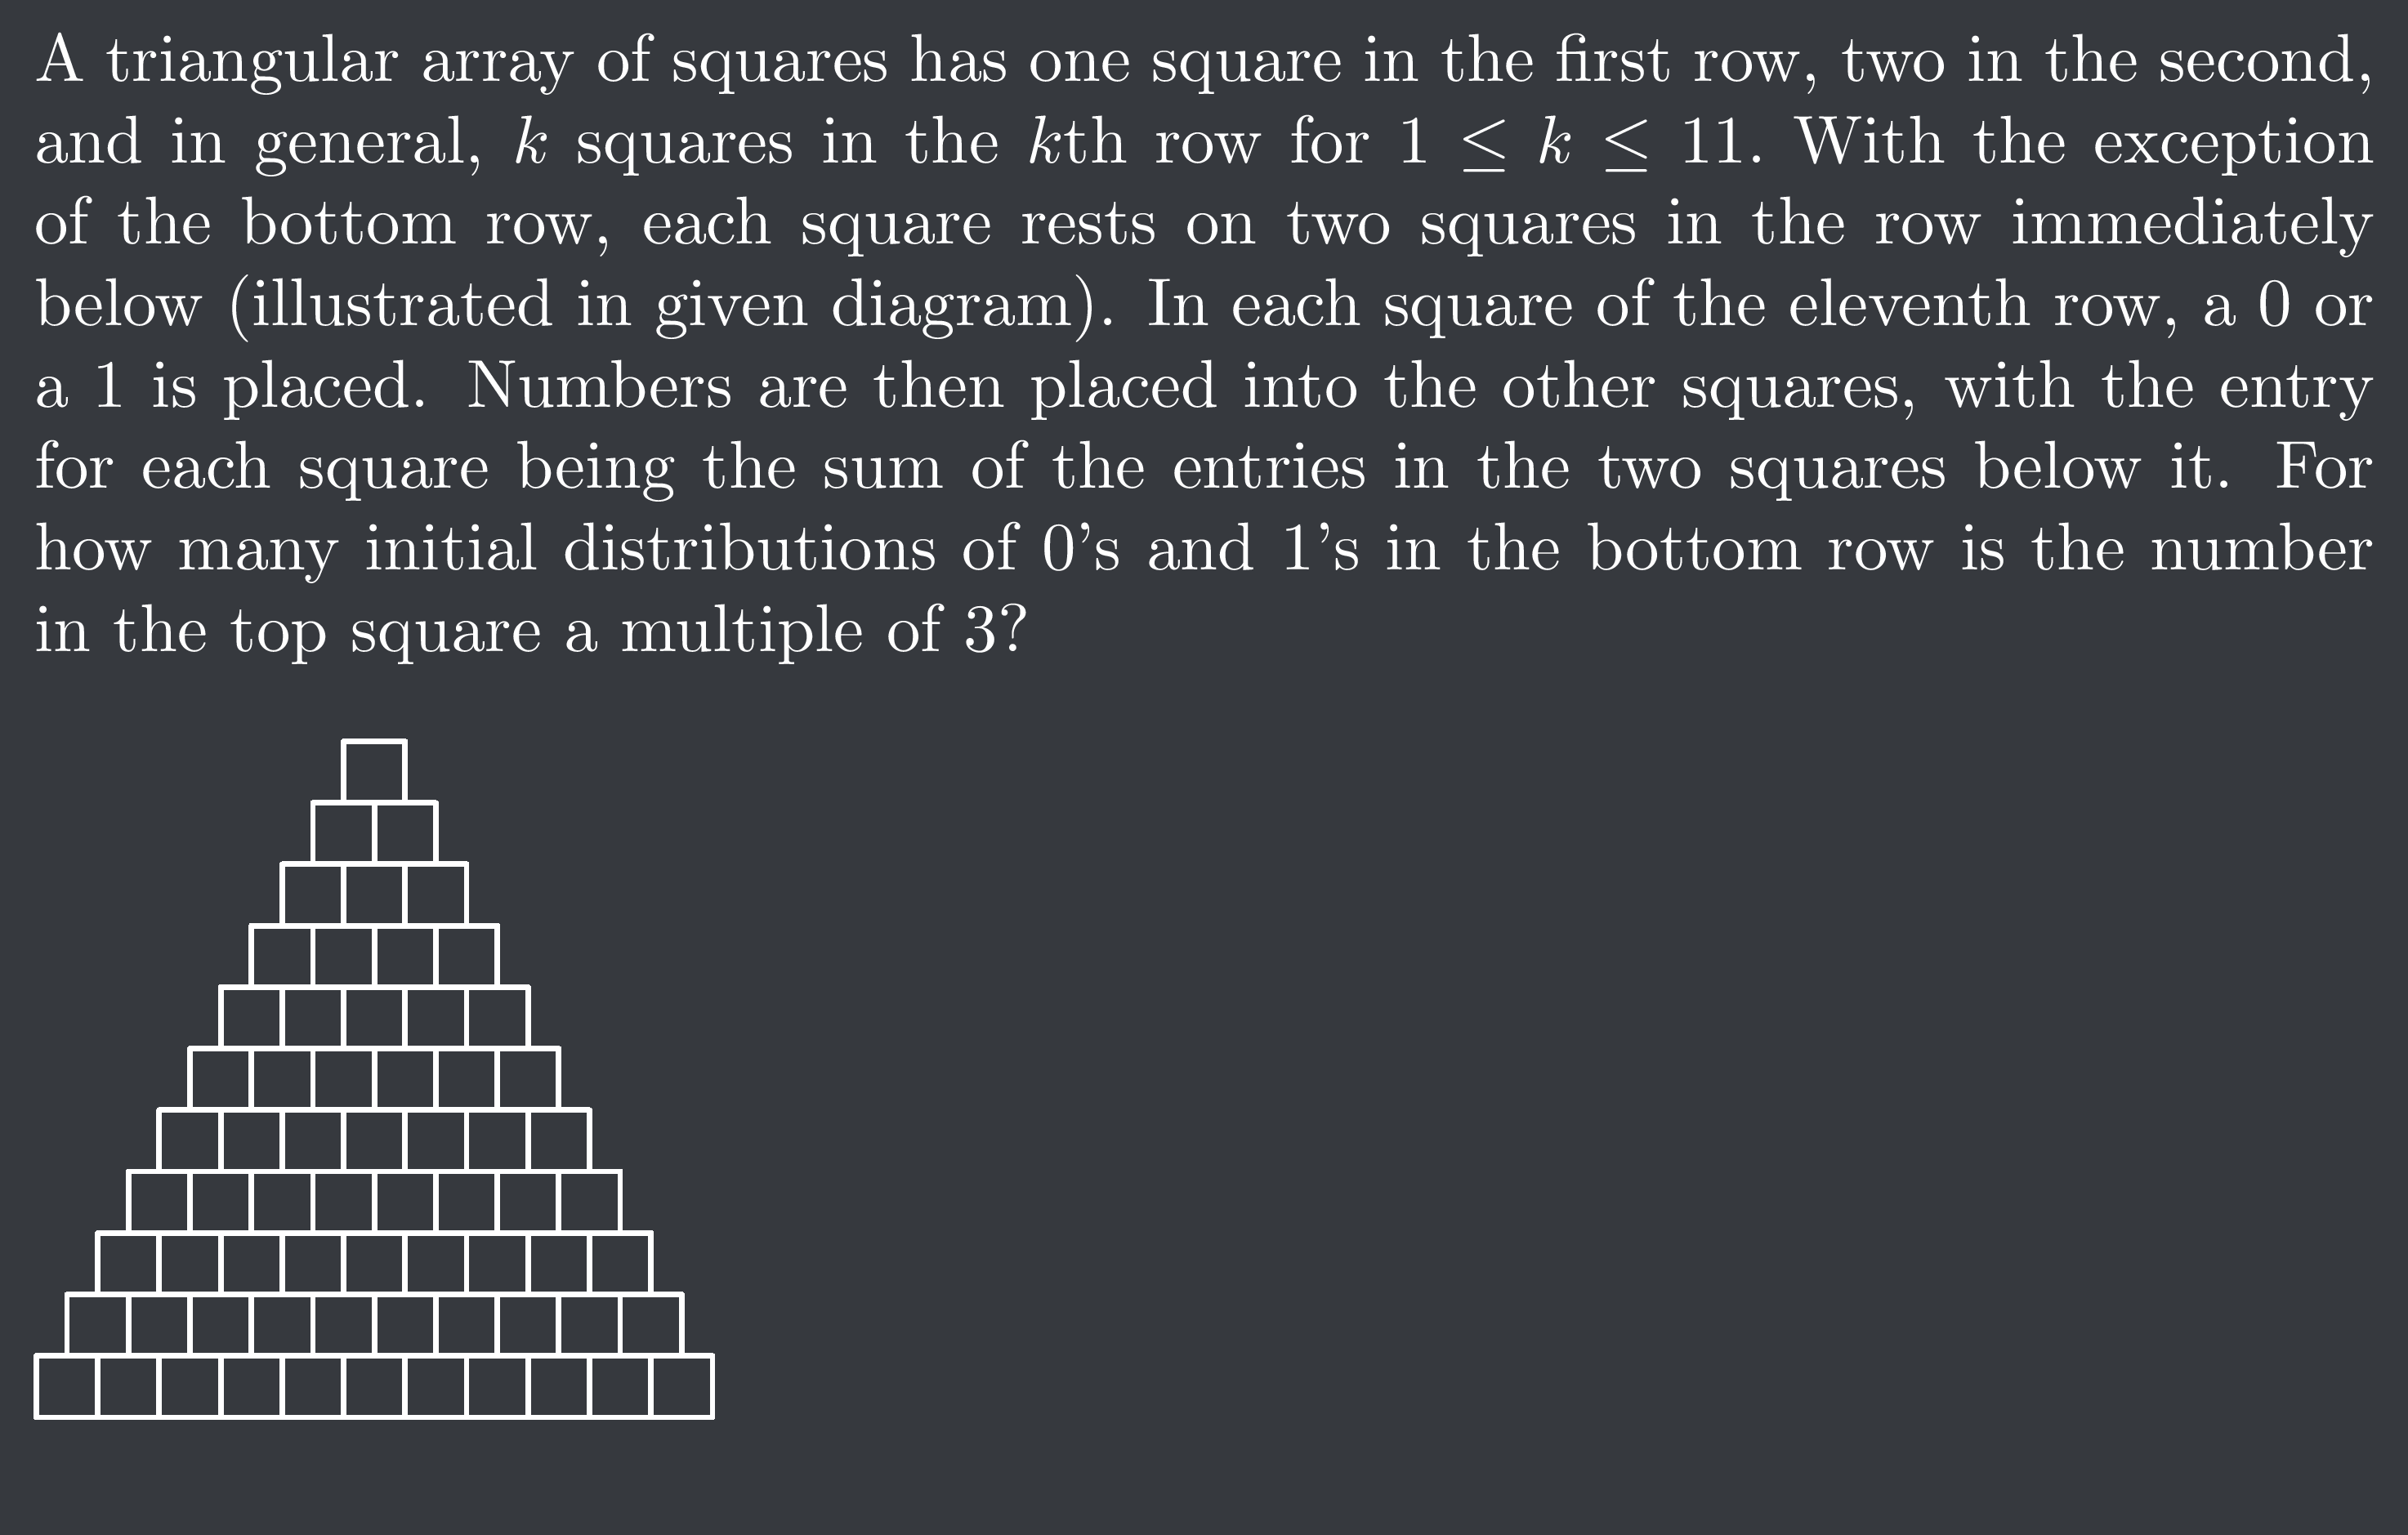 A triangular array of squares has one square in the first row, two in the second,
and in general, k squares in the kth row for 1 ≤ k ≤ 11. With the exception
of the bottom row, each square rests on two squares in the row immediately
below (illustrated in given diagram). In each square of the eleventh row, a 0 or
a 1 is placed. Numbers are then placed into the other squares, with the entry
for each square being the sum of the entries in the two squares below it. For
how many initial distributions of 0's and 1's in the bottom row is the number
in the top square a multiple of 3?